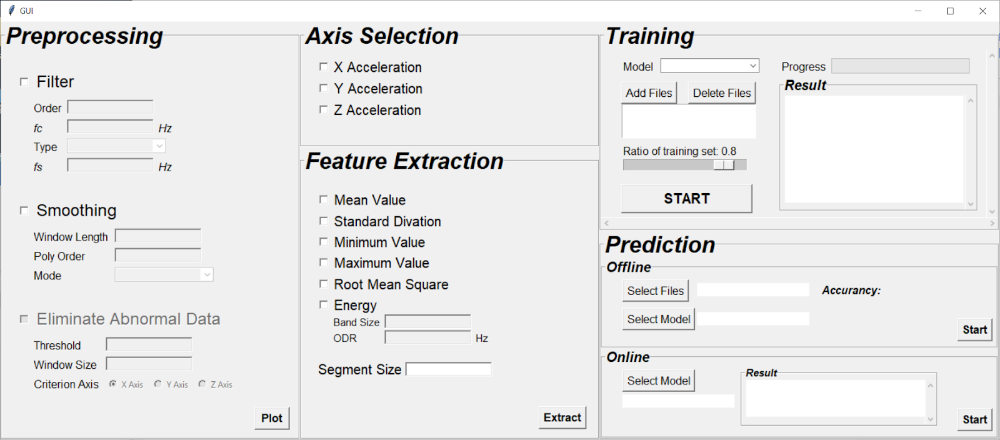 GUI
Preprocessing
Filter
Order
fc Hz
Type
fs Hz
Smoothing
Window Length
Poly Order
Mode
Eliminate Abnormal Data
Threshold
Window Size
Criterion Axis X Axis Y Axis Z Axis
Plot
Axis Selection
X Acceleration
Y Acceleration
Z Acceleration
Feature Extraction
Mean Value
Standard Divation
Minimum Value
Maximum Value
Root Mean Square
Energy
Band Size
ODR Hz
Segment Size
Extract
Training
Model
Add Files Delete Files
Ratio of training set: 0.8
START
Progress
Result
Prediction
Offline
Select Files Accurancy:
Select Model
Start
Online
Select Model
Result
Start